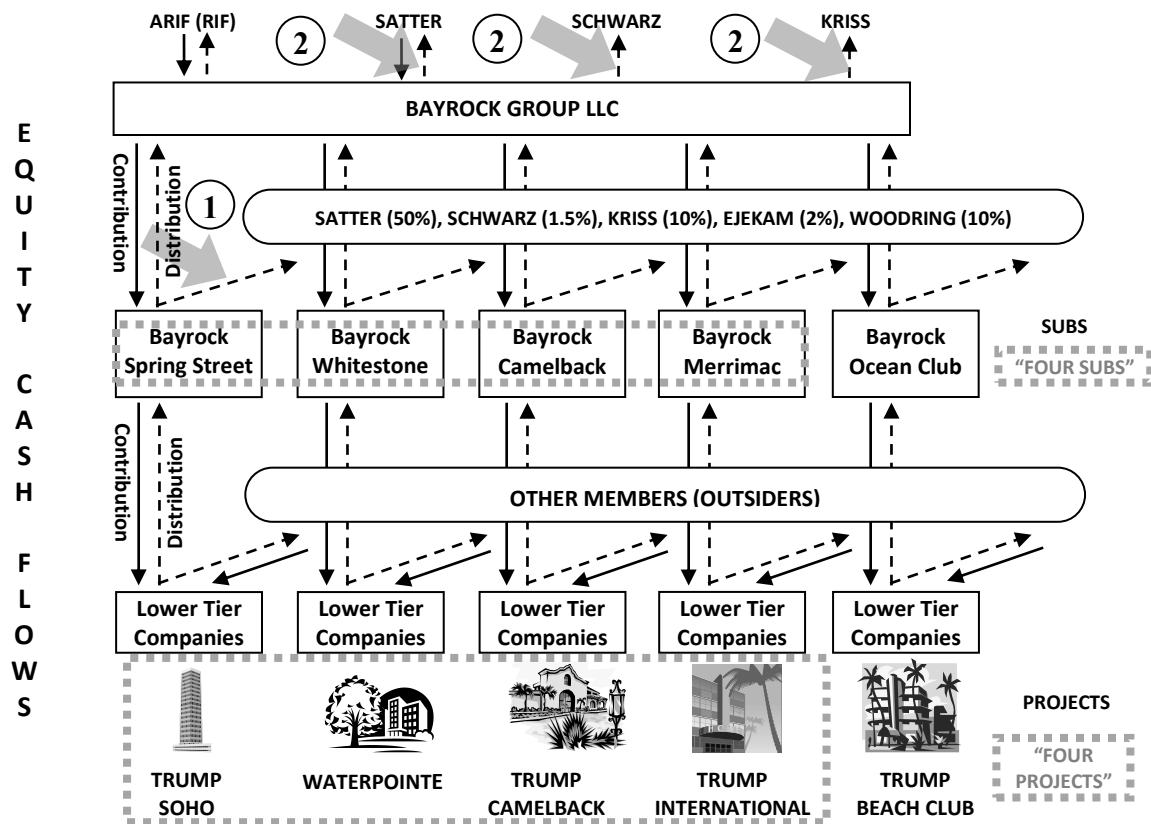 ARIF (RIF)
SATTER
SCHWARZ
KRISS
2
2
2
BAYROCK GROUP LLC
EQUITY CASH FLOWS
Contribution
Distribution
1
SATTER (50%), SCHWARZ (1.5%), KRISS (10%), EJEKAM (2%), WOODRING (10%)
Bayrock
Spring Street
Bayrock
Whitestone
Bayrock
Camelback
Bayrock
Merrimac
Bayrock
Ocean Club
SUBS
"FOUR SUBS"
Contribution
Distribution
OTHER MEMBERS (OUTSIDERS)
Lower Tier
Companies
Lower Tier
Companies
Lower Tier
Companies
Lower Tier
Companies
Lower Tier
Companies
PROJECTS
"FOUR
PROJECTS"
TRUMP
SOHO
WATERPOINTE
TRUMP
CAMELBACK
TRUMP
INTERNATIONAL
TRUMP
BEACH CLUB